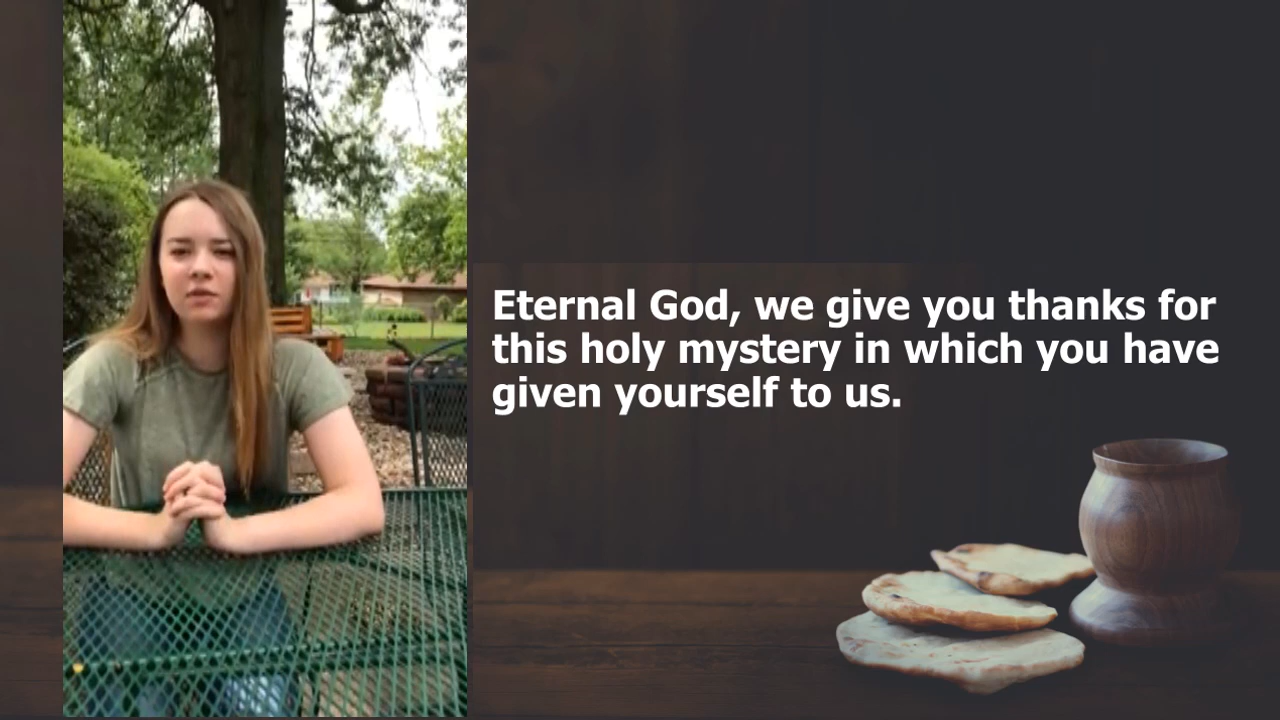 Eternal God, we give you thanks for
this holy mystery in which you have
given yourself to us.